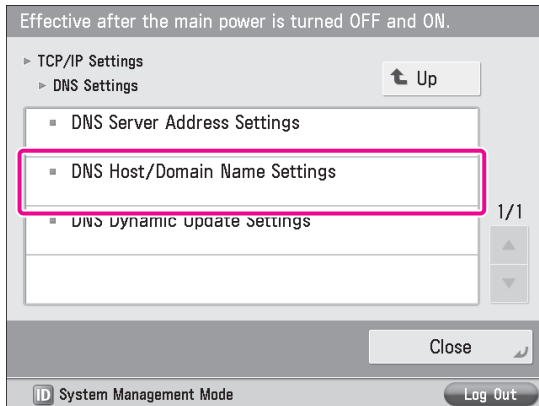 Effective after the main power is turned OFF and ON.
TCP/IP Settings
DNS Settings
Up
DNS Server Address Settings
DNS Host/Domain Name Settings
DNS Dynamic Update Settings
1/1
Close
ID System Management Mode
Log Out